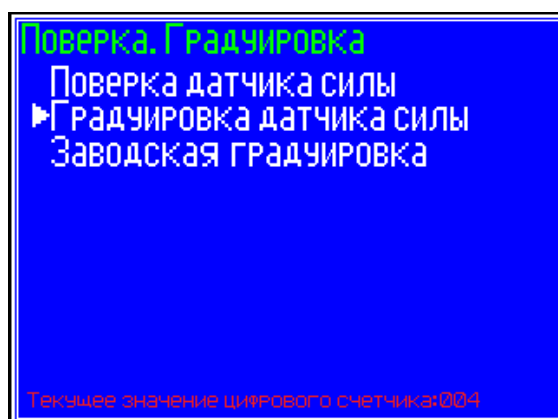 Поверка. Градуировка
Поверка датчика силы
Градуировка датчика силы
Заводская градуировка
Текущее значение цифрового счетчика:004